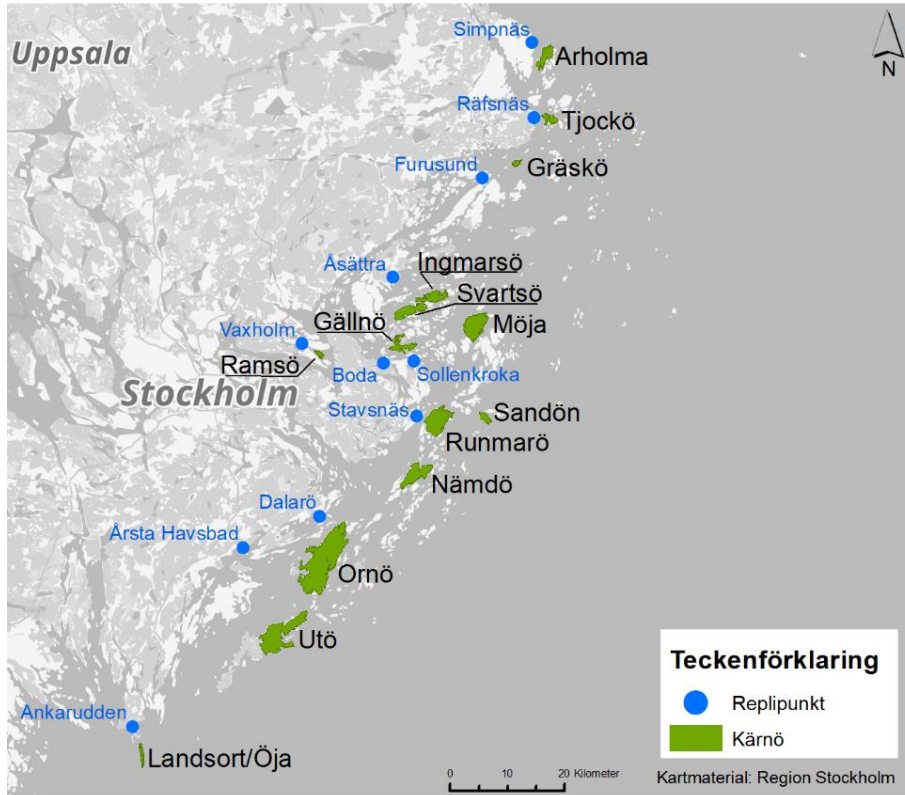 Simpnäs
Uppsala
Arholma
N
Räfsnäs
Tjockö
Furusund
Gräskö
Åsättra
Ingmarsö
Svartsö
Gällnö
Möja
Vaxholm
Ramsö
Boda
Sollenkroka
Stockholm
Stavsnäs
Sandön
Runmarö
Nämdö
Dalarö
Årsta Havsbad
Ornö
Utö
Ankarudden
Landsort/Öja
Teckenförklaring
Replipunkt
Kärnö
0 10 20 Kilometer
Kartmaterial: Region Stockholm